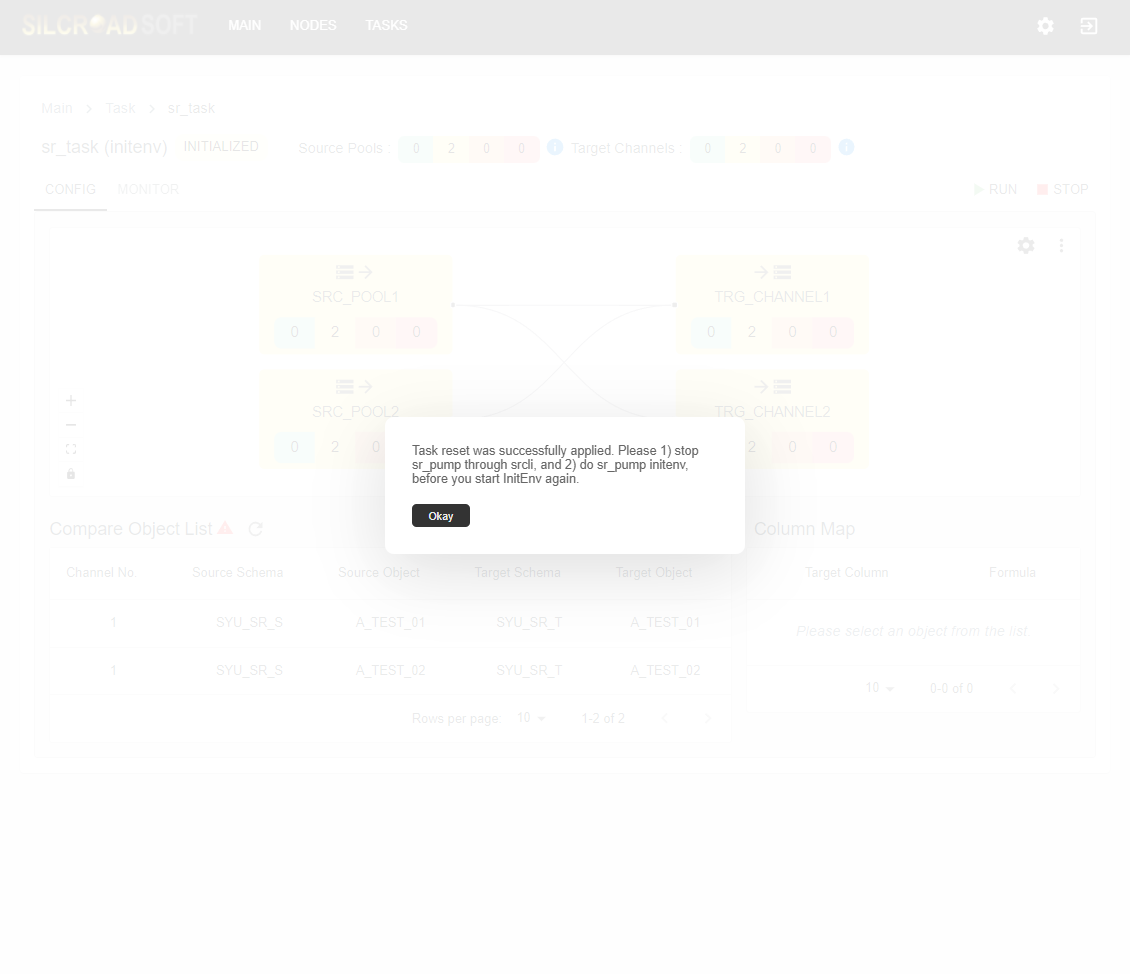 SILCROADSOFT MAIN NODES TASKS
Main > Task > sr_task
sr_task (initenv) INITIALIZED Source Pools : 0 2 0 0 Target Channels : 0 2 0 0
CONFIG MONITOR RUN STOP
SRC_POOL1 TRG_CHANNEL1
0 2 0 0 0 2 0 0
SRC_POOL2 TRG_CHANNEL2
0 2 0 2 0 0
Task reset was successfully applied. Please 1) stop
sr_pump through srcli, and 2) do sr_pump initenv,
before you start InitEnv again.
Okay
Compare Object List Column Map
Channel No. Source Schema Source Object Target Schema Target Object Target Column Formula
1 SYU_SR_S A_TEST_01 SYU_SR_T A_TEST_01
Please select an object from the list.
1 SYU_SR_S A_TEST_02 SYU_SR_T A_TEST_02
10 0-0 of 0
Rows per page: 10 1-2 of 2